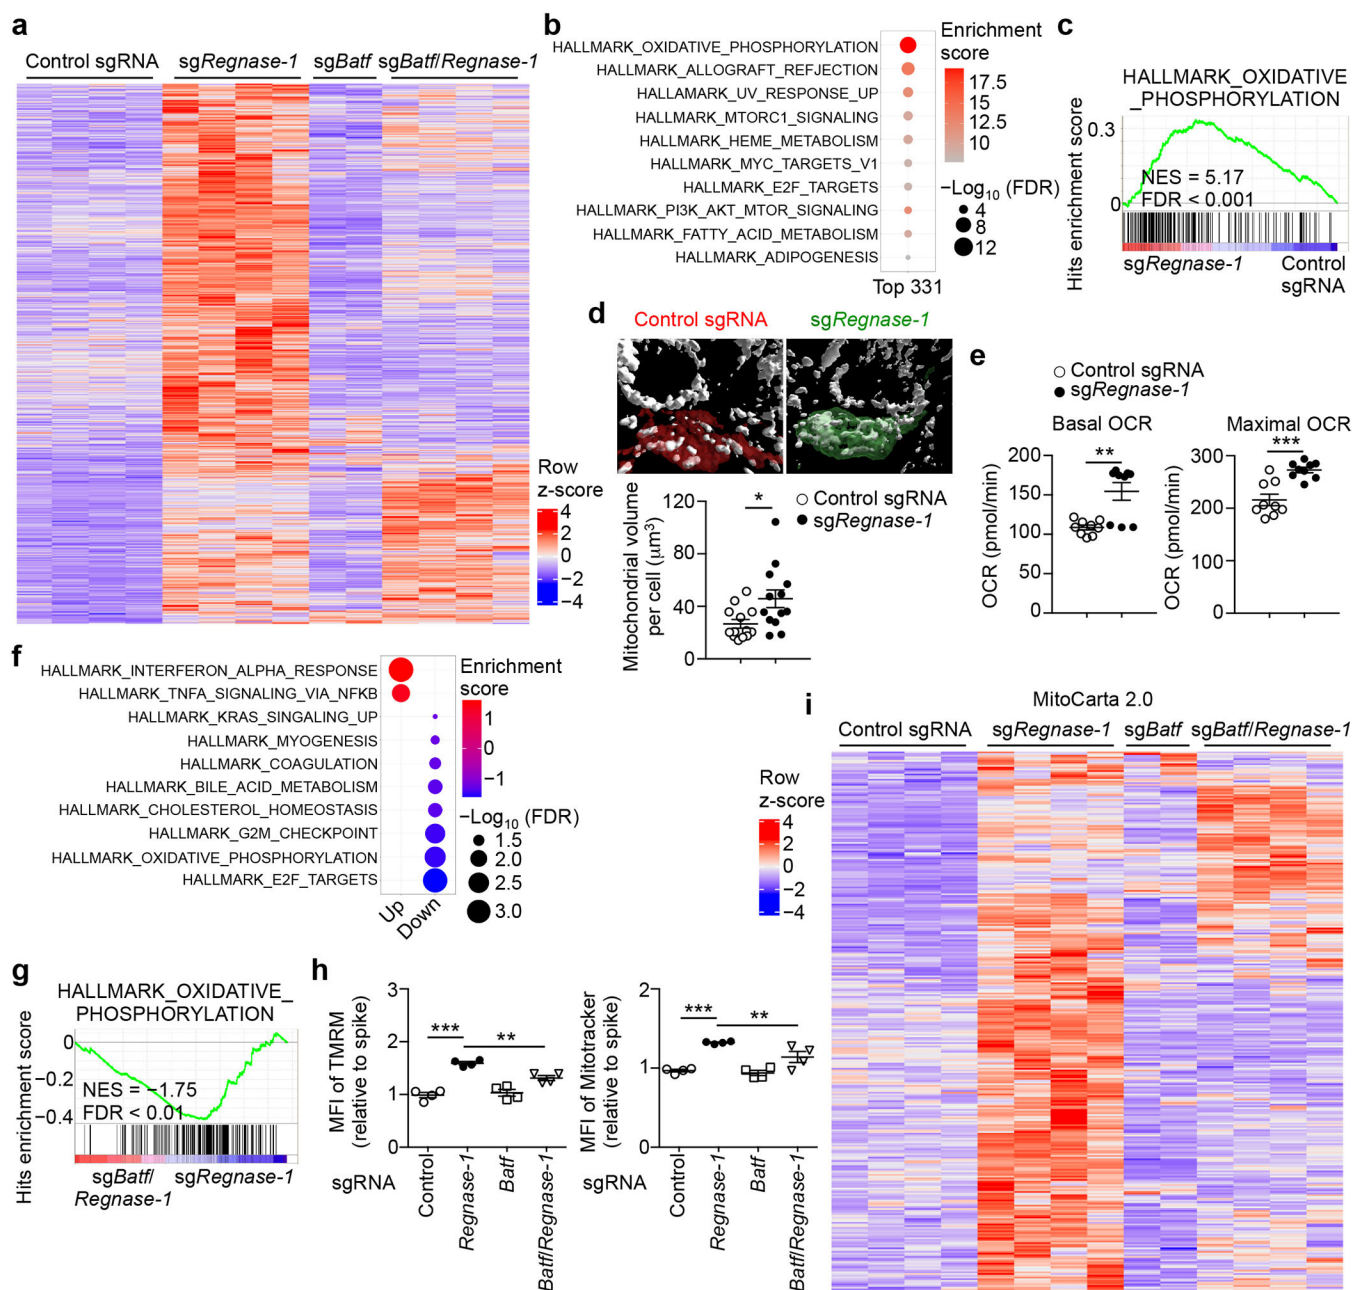 a
Control sgRNA
sgRegnase-1
sgBatf
sgBatf/Regnase-1
Row
z-score
4
2
0
−2
−4
b
HALLMARK_OXIDATIVE_PHOSPHORYLATION
HALLMARK_ALLOGRAFT_REFJECTION
HALLAMARK_UV_RESPONSE_UP
HALLMARK_MTORC1_SIGNALING
HALLMARK_HEME_METABOLISM
HALLMARK_MYC_TARGETS_V1
HALLMARK_E2F_TARGETS
HALLMARK_PI3K_AKT_MTOR_SIGNALING
HALLMARK_FATTY_ACID_METABOLISM
HALLMARK_ADIPOGENESIS
Top 331
Enrichment
score
17.5
15
12.5
10
−Log10 (FDR)
4
8
12
c
HALLMARK_OXIDATIVE
_PHOSPHORYLATION
Hits enrichment score
0.3
0
NES = 5.17
FDR < 0.001
sgRegnase-1
Control
sgRNA
d
Control sgRNA
sgRegnase-1
Mitochondrial volume
per cell (μm3)
120
80
40
0
*
Control sgRNA
sgRegnase-1
e
Control sgRNA
sgRegnase-1
Basal OCR
OCR (pmol/min)
200
150
100
50
0
**
Maximal OCR
OCR (pmol/min)
300
200
100
0
***
f
HALLMARK_INTERFERON_ALPHA_RESPONSE
HALLMARK_TNFA_SIGNALING_VIA_NFKB
HALLMARK_KRAS_SINGALING_UP
HALLMARK_MYOGENESIS
HALLMARK_COAGULATION
HALLMARK_BILE_ACID_METABOLISM
HALLMARK_CHOLESTEROL_HOMEOSTASIS
HALLMARK_G2M_CHECKPOINT
HALLMARK_OXIDATIVE_PHOSPHORYLATION
HALLMARK_E2F_TARGETS
Up
Down
Enrichment
score
1
0
−1
−Log10 (FDR)
1.5
2.0
2.5
3.0
g
HALLMARK_OXIDATIVE_
PHOSPHORYLATION
Hits enrichment score
0
−0.2
−0.4
NES = −1.75
FDR < 0.01
sgBatf/
Regnase-1
sgRegnase-1
h
MFI of TMRM
(relative to spike)
3
2
1
0
***
**
sgRNA
Control
Regnase-1
Batf
Batf/Regnase-1
MFI of Mitotracker
(relative to spike)
2
1
0
***
**
sgRNA
Control
Regnase-1
Batf
Batf/Regnase-1
i
MitoCarta 2.0
Control sgRNA
sgRegnase-1
sgBatf
sgBatf/Regnase-1
Row
z-score
4
2
0
−2
−4